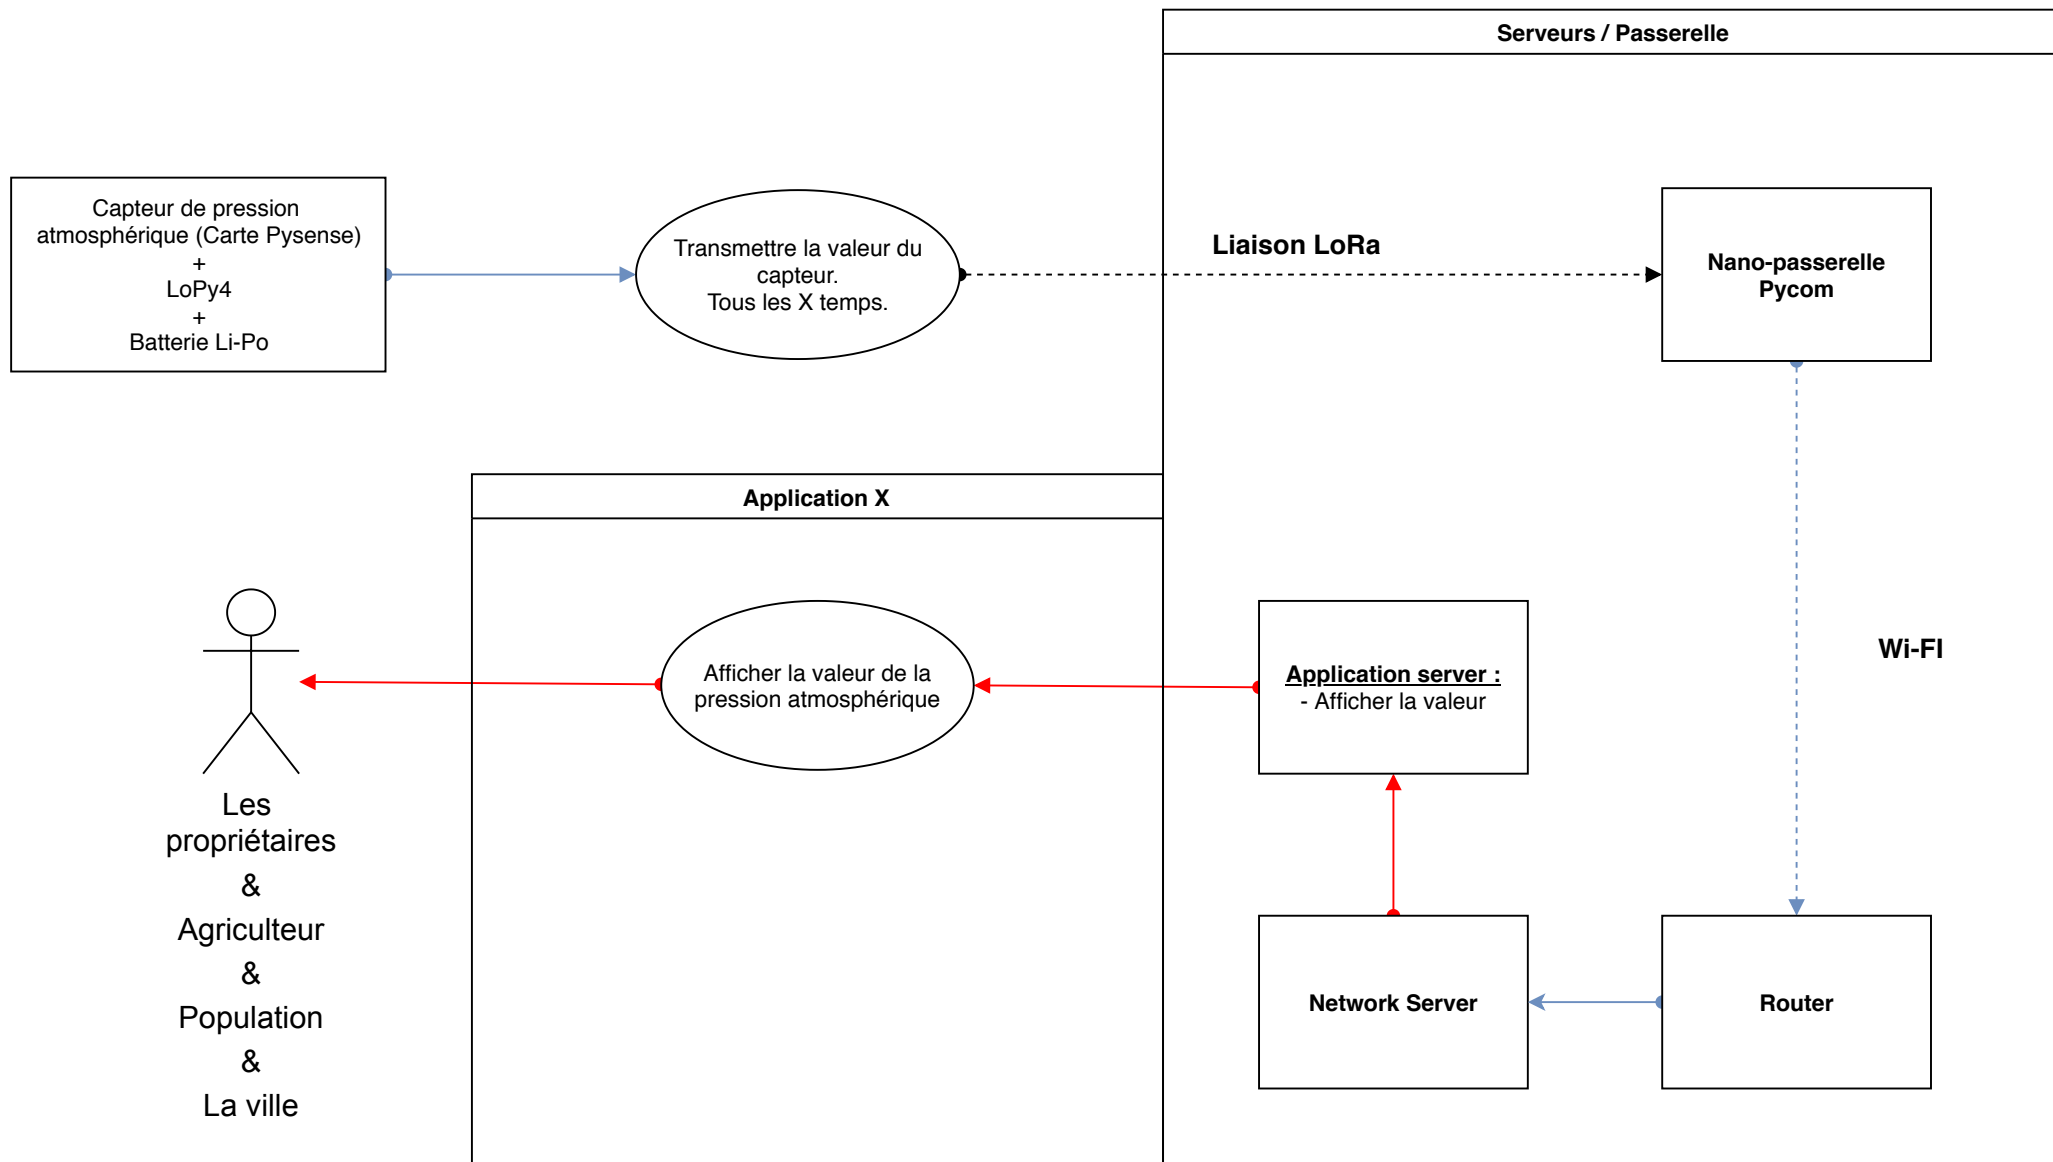 Serveurs / Passerelle
Capteur de pression
atmosphérique (Carte Pysense)
+
LoPy4
+
Batterie Li-Po
Transmettre la valeur du
capteur.
Tous les X temps.
Liaison LoRa
Nano-passerelle
Pycom
Application X
Afficher la valeur de la
pression atmosphérique
Application server :
- Afficher la valeur
Wi-FI
Les
propriétaires
&
Agriculteur
&
Population
&
La ville
Network Server
Router